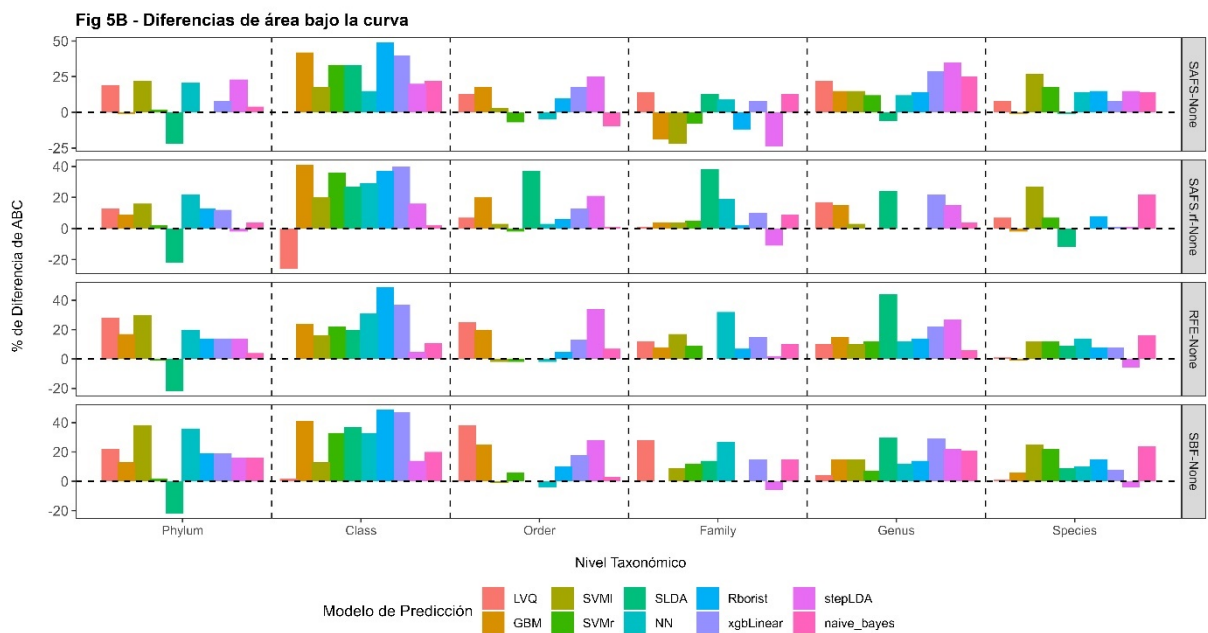 Fig 5B - Diferencias de área bajo la curva
% de Diferencia de ABC
50
25
0
-25
SAFS-None
40
20
0
-20
SAFS.rf-None
40
20
0
-20
RFE-None
40
20
0
-20
SBF-None
Phylum Class Order Family Genus Species
Nivel Taxonómico
Modelo de Predicción
LVQ SVMl SLDA Rborist stepLDA
GBM SVMr NN xgbLinear naive_bayes